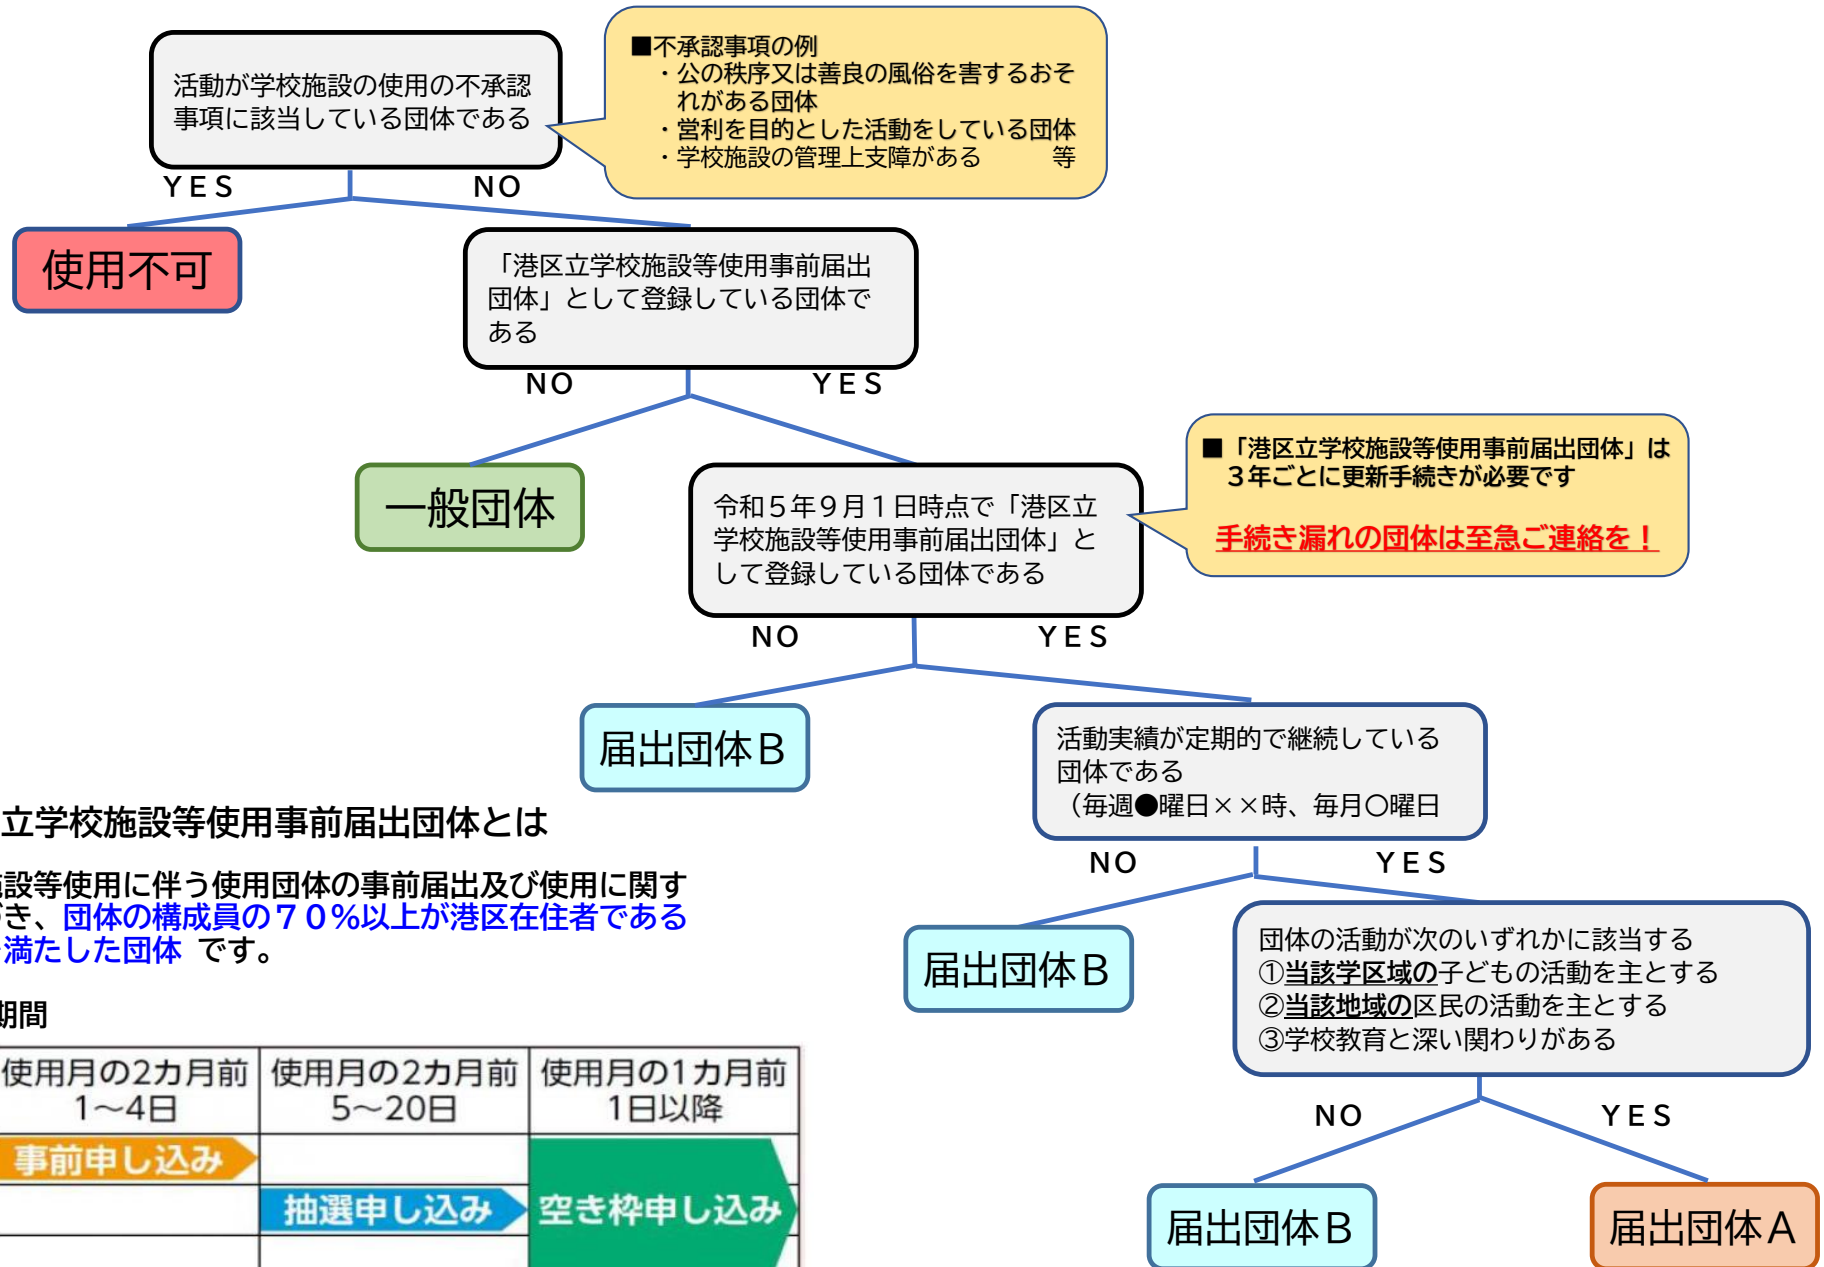 活動が学校施設の使用の不承認
事項に該当している団体である
■不承認事項の例
・公の秩序又は善良の風俗を害するおそ
れがある団体
・営利を目的とした活動をしている団体
・学校施設の管理上支障がある　　　等
ＹＥＳ
ＮＯ
使用不可
「港区立学校施設等使用事前届出
団体」として登録している団体で
ある
ＮＯ
ＹＥＳ
一般団体
令和５年９月１日時点で「港区立
学校施設等使用事前届出団体」と
して登録している団体である
■「港区立学校施設等使用事前届出団体」は
３年ごとに更新手続きが必要です
手続き漏れの団体は至急ご連絡を！
ＮＯ
ＹＥＳ
届出団体Ｂ
活動実績が定期的で継続している
団体である
（毎週●曜日××時、毎月〇曜日
ＮＯ
ＹＥＳ
届出団体Ｂ
団体の活動が次のいずれかに該当する
①当該学区域の子どもの活動を主とする
②当該地域の区民の活動を主とする
③学校教育と深い関わりがある
ＮＯ
ＹＥＳ
届出団体Ｂ
届出団体Ａ
立学校施設等使用事前届出団体とは
設等使用に伴う使用団体の事前届出及び使用に関す
き、団体の構成員の７０％以上が港区在住者である
満たした団体 です。
期間
使用月の2カ月前
1～4日
使用月の2カ月前
5～20日
使用月の1カ月前
1日以降
事前申し込み
抽選申し込み
空き枠申し込み